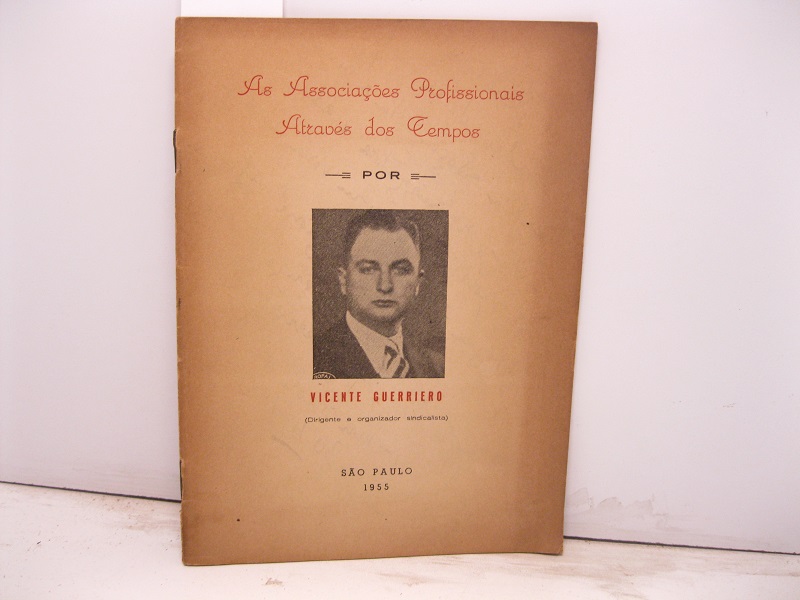 As Associações Profissionais
Através dos Tempos
POR
VICENTE GUERRIERO
(Dirigente e organizador sindicalista)
SÃO PAULO
1955